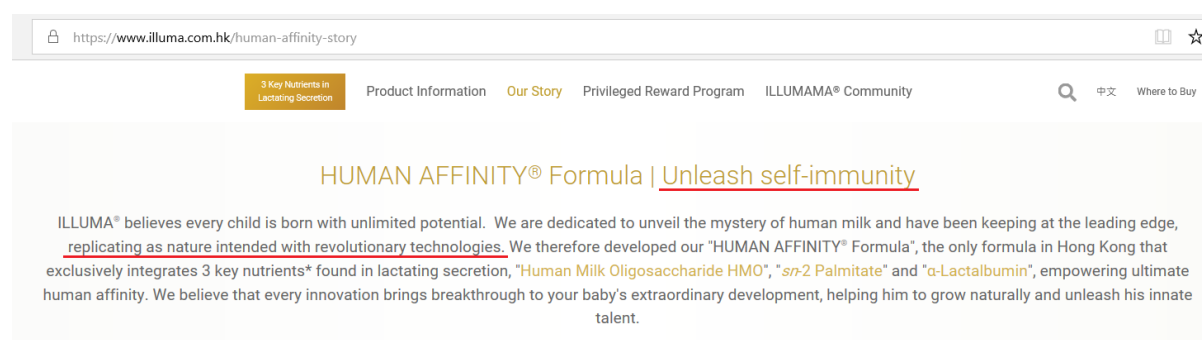 https://www.illuma.com.hk/human-affinity-story
3 Key Nutrients in
Lactating Secretion
Product Information Our Story Privileged Reward Program ILLUMAMA® Community 中文 Where to Buy
HUMAN AFFINITY® Formula | Unleash self-immunity
ILLUMA® believes every child is born with unlimited potential. We are dedicated to unveil the mystery of human milk and have been keeping at the leading edge,
replicating as nature intended with revolutionary technologies. We therefore developed our "HUMAN AFFINITY® Formula", the only formula in Hong Kong that
exclusively integrates 3 key nutrients* found in lactating secretion, "Human Milk Oligosaccharide HMO", "sn-2 Palmitate" and "α-Lactalbumin", empowering ultimate
human affinity. We believe that every innovation brings breakthrough to your baby's extraordinary development, helping him to grow naturally and unleash his innate
talent.